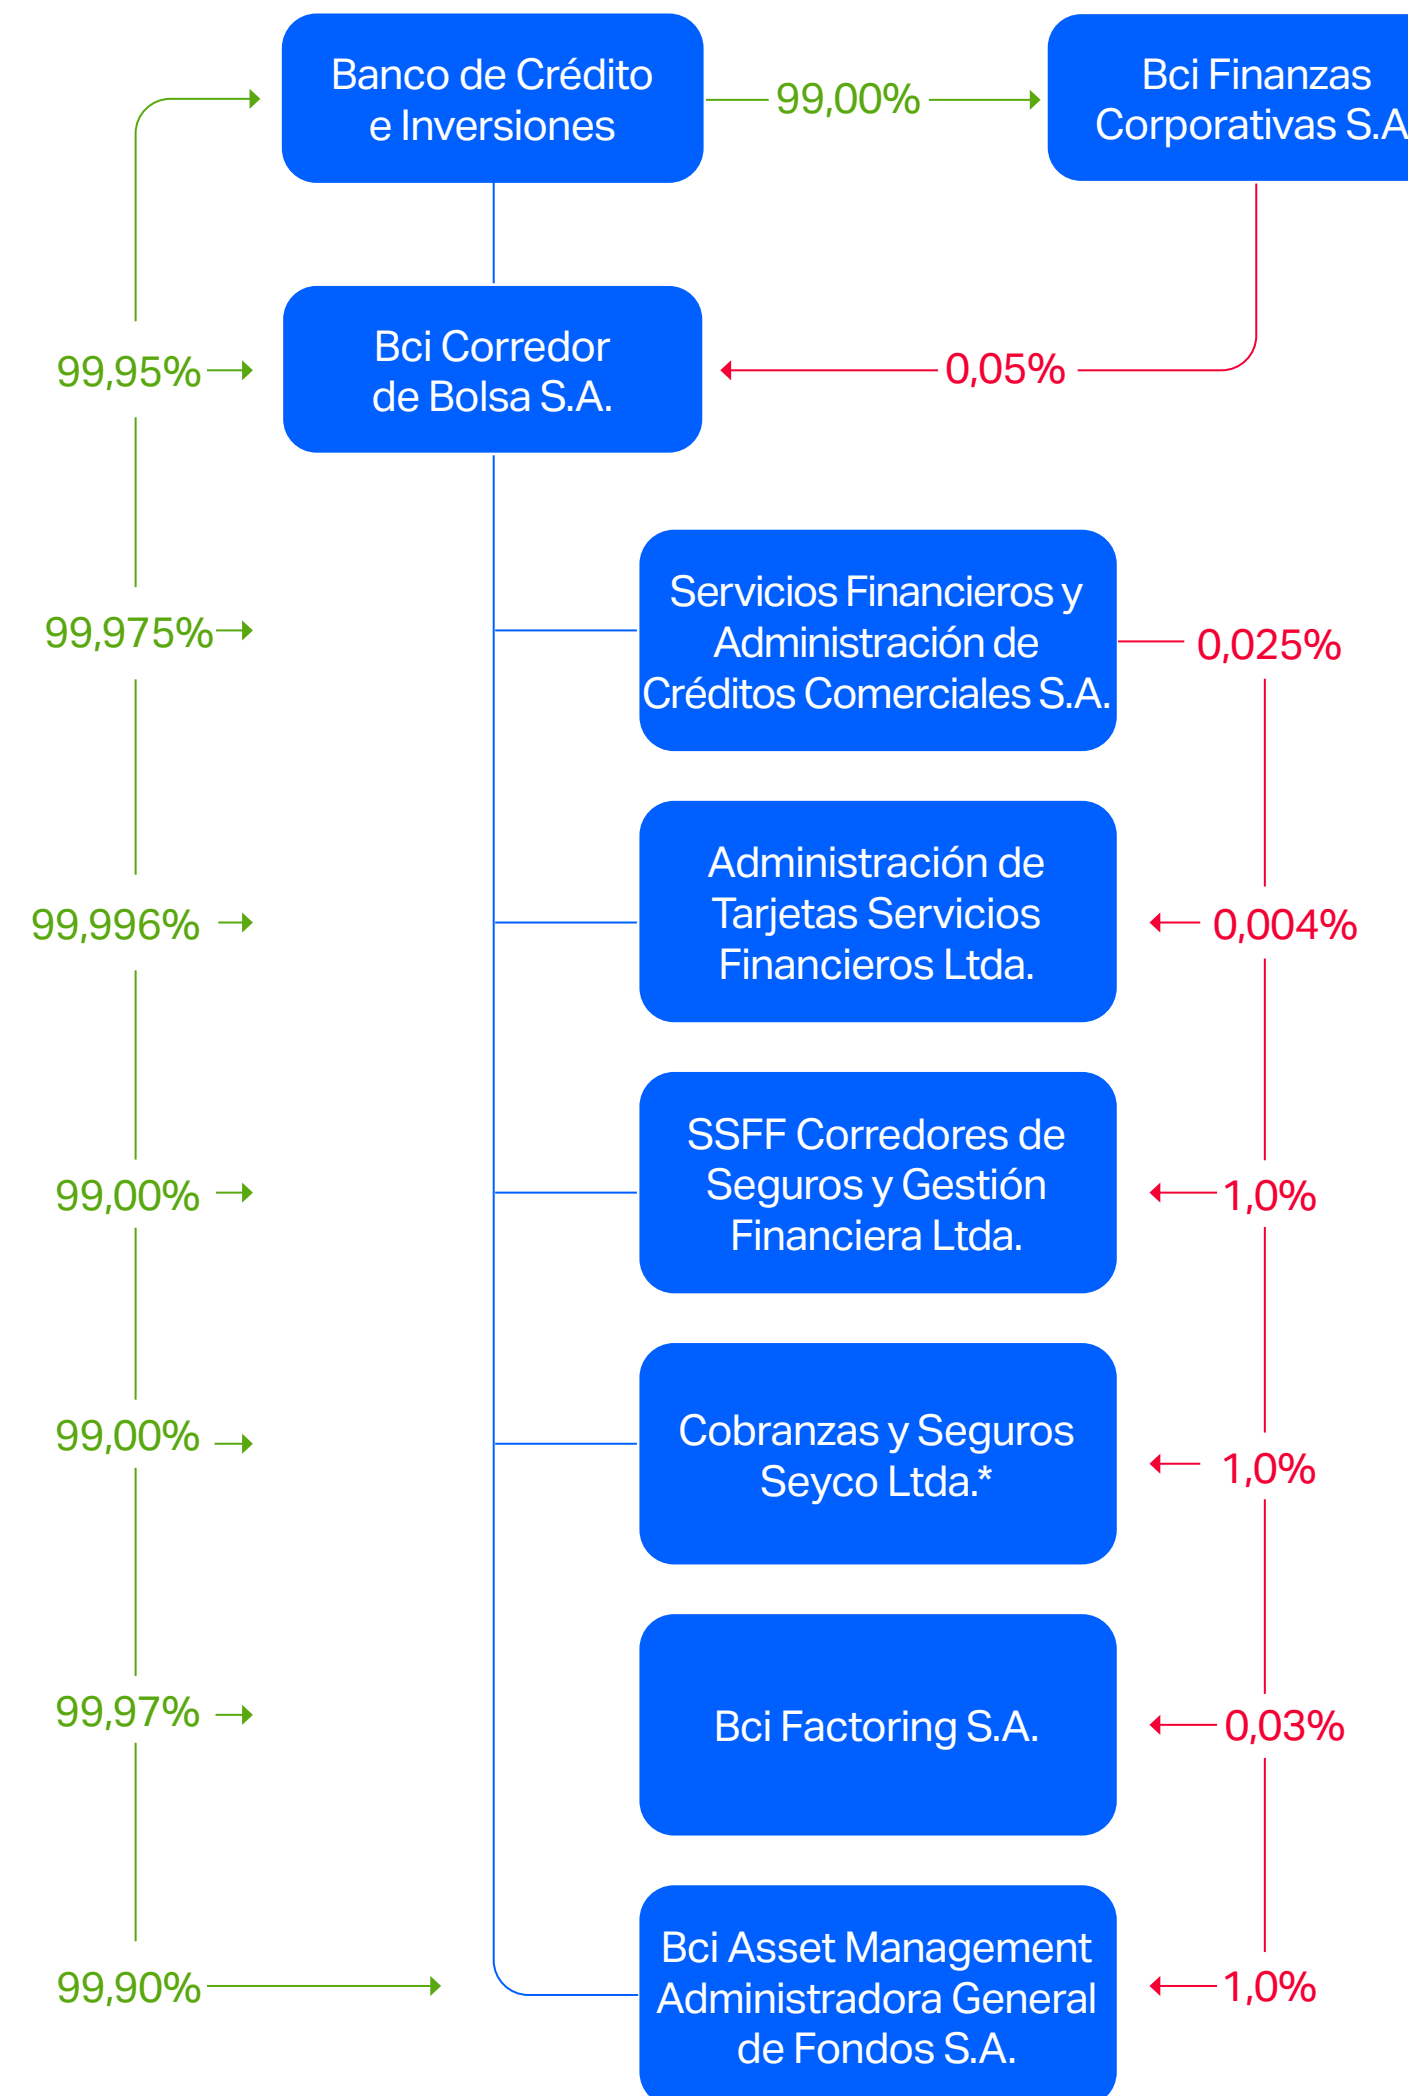 Banco de Crédito
e Inversiones
99,00%
Bci Finanzas
Corporativas S.A
99,95%
Bci Corredor
de Bolsa S.A.
0,05%
99,975%
Servicios Financieros y
Administración de
Créditos Comerciales S.A.
0,025%
99,996%
Administración de
Tarjetas Servicios
Financieros Ltda.
0,004%
99,00%
SSFF Corredores de
Seguros y Gestión
Financiera Ltda.
1,0%
99,00%
Cobranzas y Seguros
Seyco Ltda.*
1,0%
99,97%
Bci Factoring S.A.
0,03%
99,90%
Bci Asset Management
Administradora General
de Fondos S.A.
1,0%